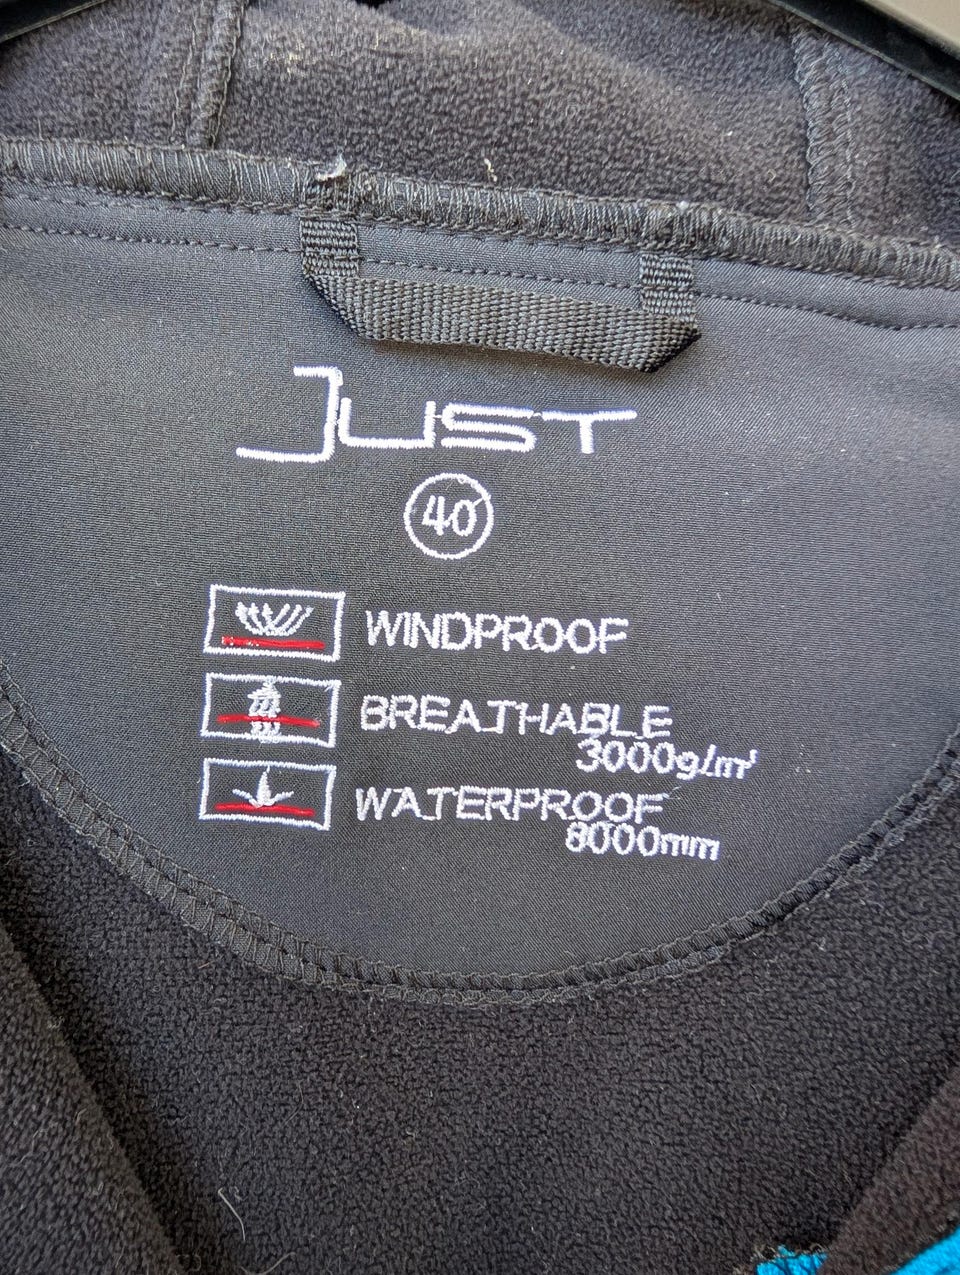 JUST
40
WINDPROOF
BREATHABLE
3000g/m²
WATERPROOF
8000mm